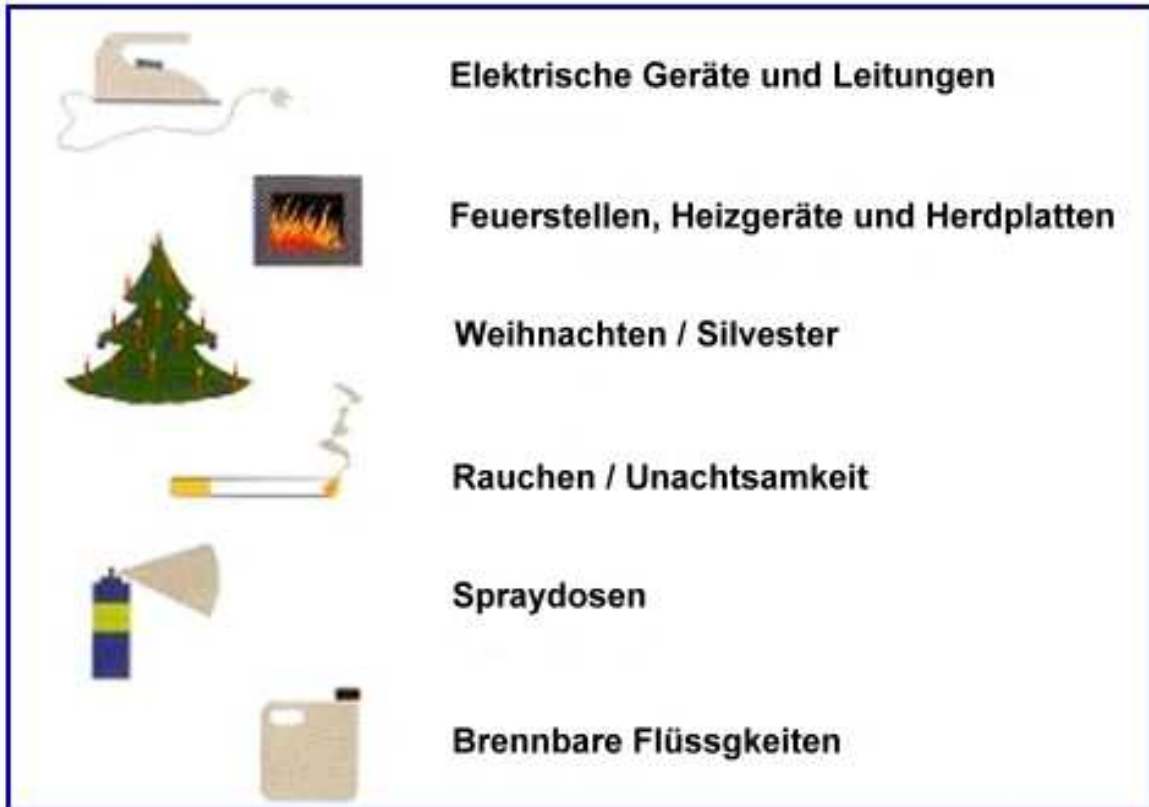 Elektrische Geräte und Leitungen
Feuerstellen, Heizgeräte und Herdplatten
Weihnachten / Silvester
Rauchen / Unachtsamkeit
Spraydosen
Brennbare Flüssgkeiten